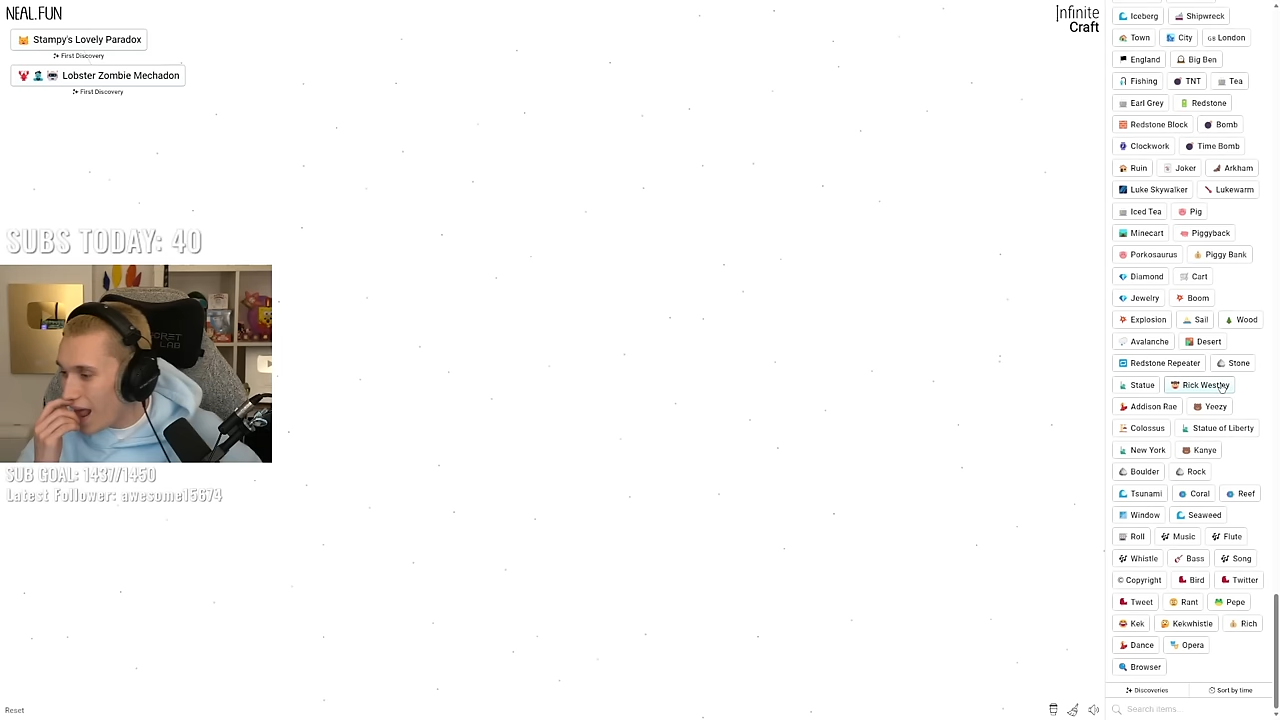 NEAL.FUN
Infinite
Craft
Stampy's Lovely Paradox
First Discovery
Lobster Zombie Mechadon
First Discovery
SUBS TODAY: 40
SECRET
LAB
SUB GOAL: 1437/1450
Latest Follower: awesome15674
Reset
Iceberg Shipwreck
Town City GB London
England Big Ben
Fishing TNT Tea
Earl Grey Redstone
Redstone Block Bomb
Clockwork Time Bomb
Ruin Joker Arkham
Luke Skywalker Lukewarm
Iced Tea Pig
Minecart Piggyback
Porkosaurus Piggy Bank
Diamond Cart
Jewelry Boom
Explosion Sail Wood
Avalanche Desert
Redstone Repeater Stone
Statue Rick Westley
Addison Rae Yeezy
Colossus Statue of Liberty
New York Kanye
Boulder Rock
Tsunami Coral Reef
Window Seaweed
Roll Music Flute
Whistle Bass Song
© Copyright Bird Twitter
Tweet Rant Pepe
Kek Kekwhistle Rich
Dance Opera
Browser
Discoveries Sort by time
Search items...